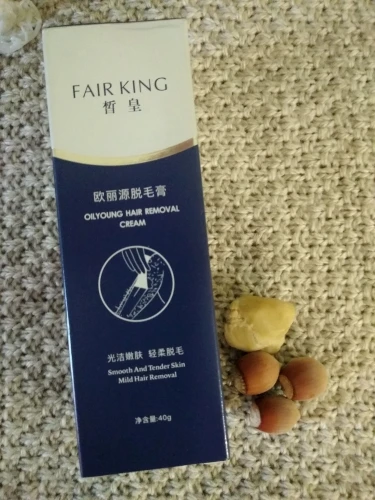 FAIR KING
皙皇
欧丽源脱毛膏
OILYOUNG HAIR REMOVAL
CREAM
光洁嫩肤 轻柔脱毛
Smooth And Tender Skin
Mild Hair Removal
净含量:40g